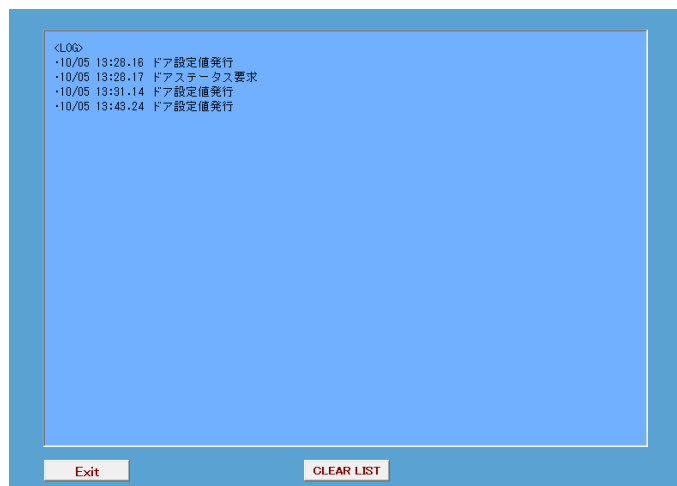 <LOG>
・10/05 13:28.16 ドア設定値発行
・10/05 13:28.17 ドアステータス要求
・10/05 13:31.14 ドア設定値発行
・10/05 13:43.24 ドア設定値発行
Exit
CLEAR LIST